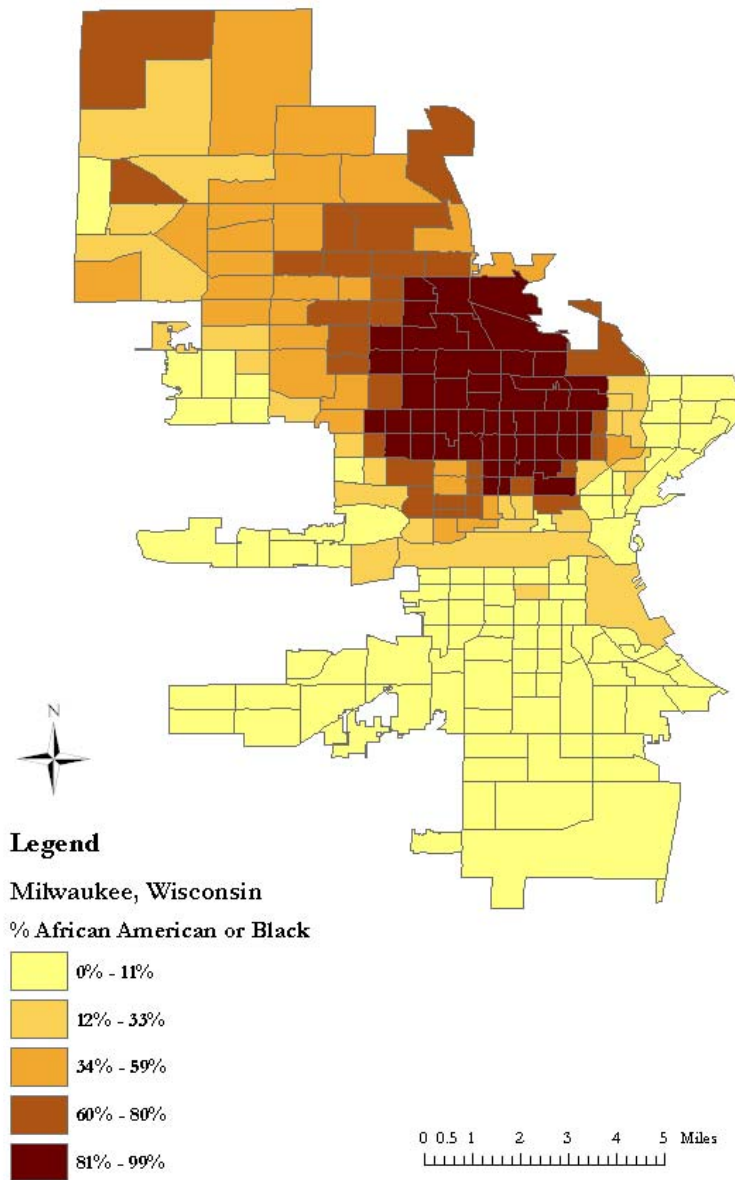 N
Legend
Milwaukee, Wisconsin
% African American or Black
0% - 11%
12% - 33%
34% - 59%
60% - 80%
81% - 99%
0 0.5 1 2 3 4 5 Miles